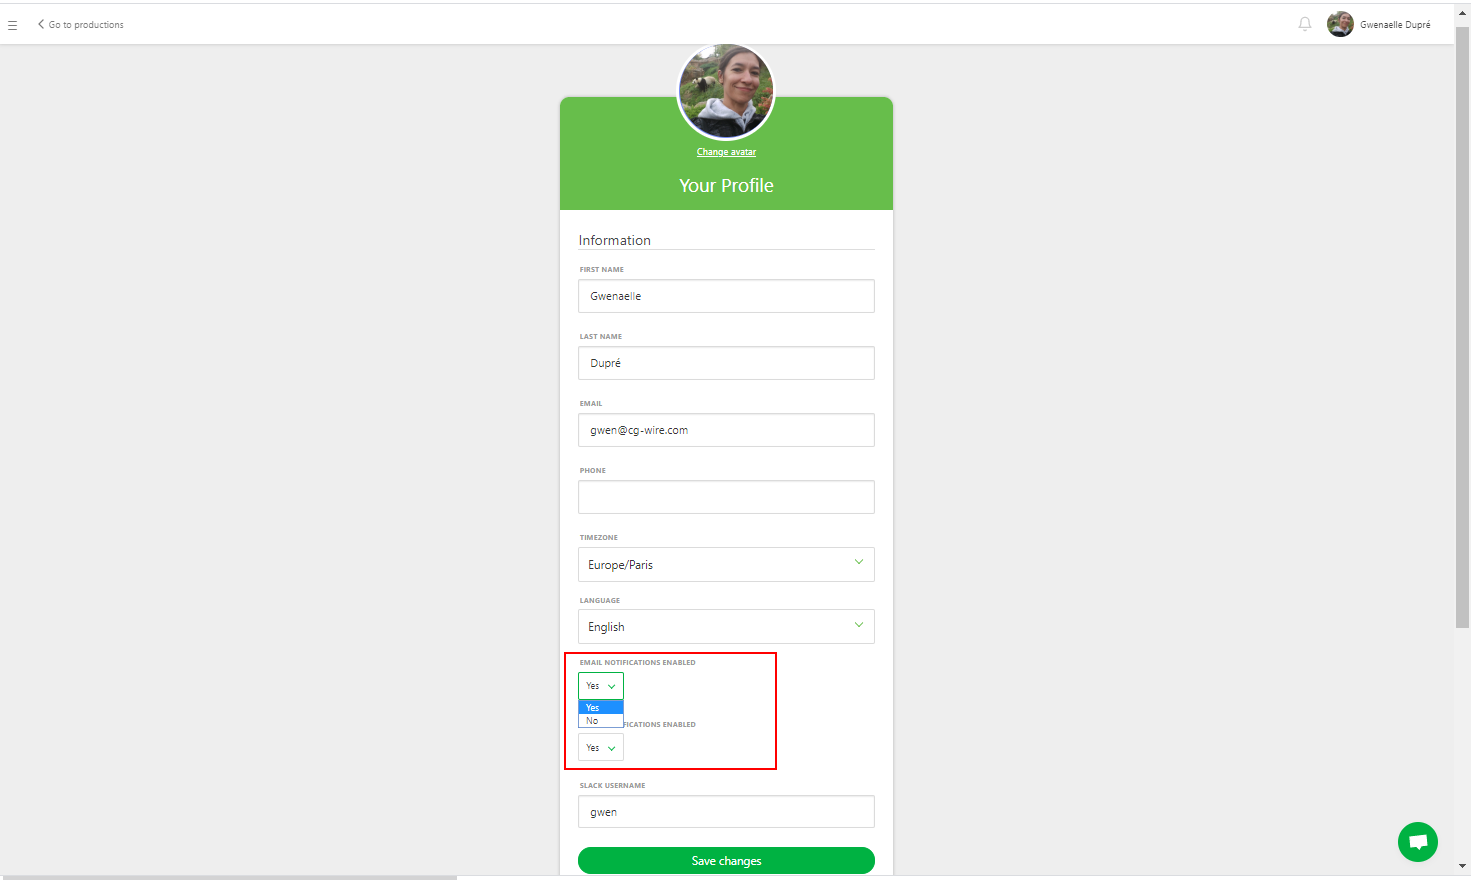 Go to productions
Gwenaelle Dupré
Change avatar
Your Profile
Information
FIRST NAME
Gwenaelle
LAST NAME
Dupré
EMAIL
gwen@cg-wire.com
PHONE
TIMEZONE
Europe/Paris
LANGUAGE
English
EMAIL NOTIFICATIONS ENABLED
Yes
Yes
No
FICATIONS ENABLED
Yes
SLACK USERNAME
gwen
Save changes